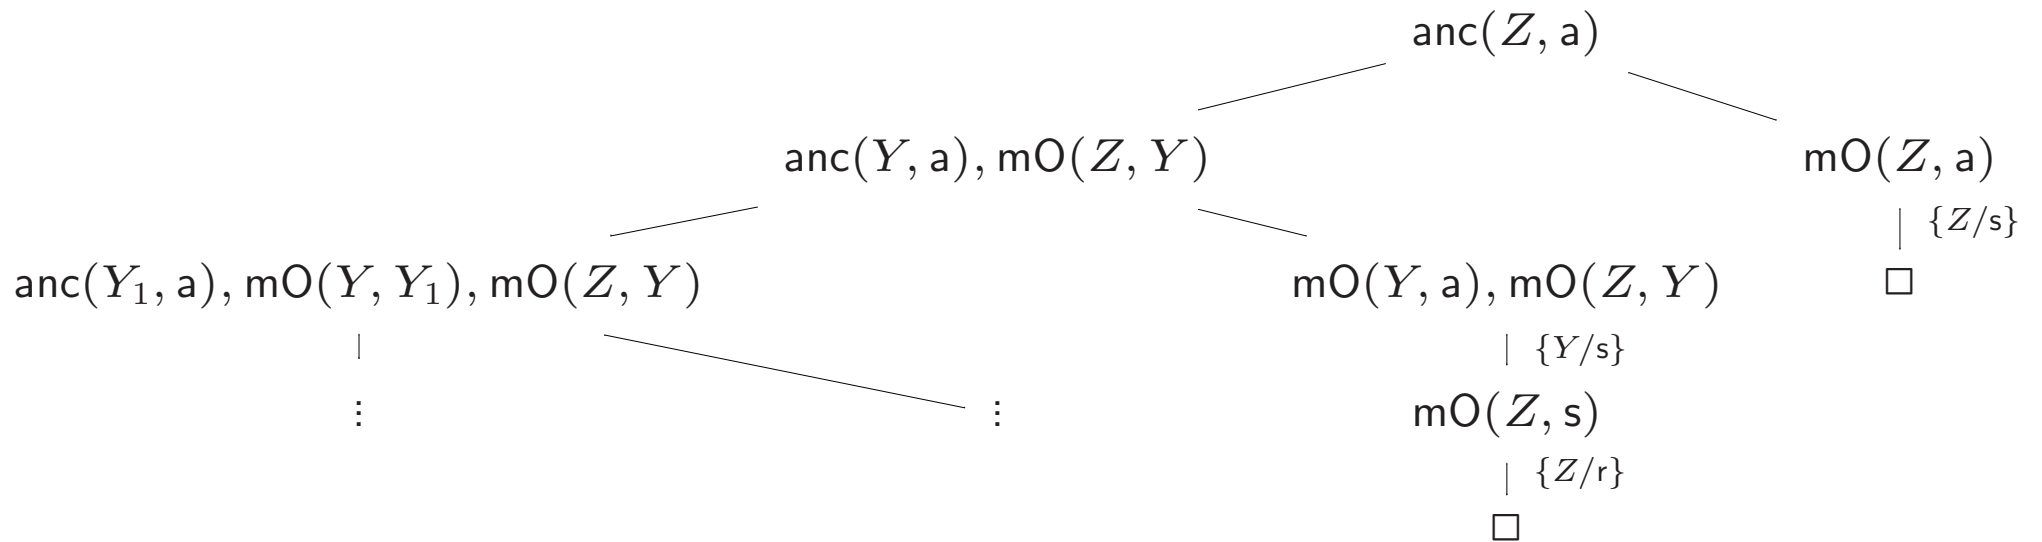 anc(Z, a)
anc(Y, a), mO(Z, Y) mO(Z, a)
{Z/s}
anc(Y₁, a), mO(Y, Y₁), mO(Z, Y) mO(Y, a), mO(Z, Y) □
{Y/s}
⋮ ⋮ mO(Z, s)
{Z/r}
□